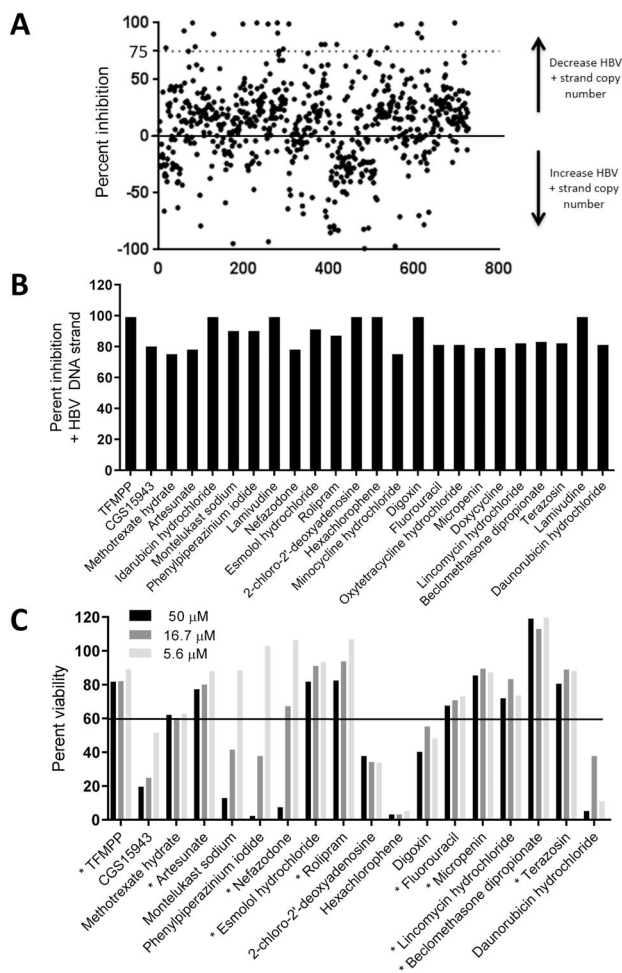 A
Percent inhibition
100
75
50
0
-50
-100
0
200
400
600
800
Decrease HBV
+ strand copy
number
Increase HBV
+ strand copy
number
B
Perent inhibition
+ HBV DNA strand
120
100
80
60
40
20
0
TFMPP
CGS15943
Methotrexate hydrate
Artesunate
Idarubicin hydrochloride
Montelukast sodium
Phenylpiperazinium iodide
Lamivudine
Nefazodone
Esmolol hydrochloride
Rolipram
2-chloro-2'-deoxyadenosine
Hexachlorophene
Minocycline hydrochloride
Digoxin
Fluorouracil
Oxytetracycline hydrochloride
Micropenin
Doxycycline
Lincomycin hydrochloride
Beclomethasone dipropionate
Terazosin
Lamivudine
Daunorubicin hydrochloride
C
50 µM
16.7 µM
5.6 µM
Perent viability
120
100
80
60
40
20
0
* TFMPP
CGS15943
Methotrexate hydrate
* Artesunate
Montelukast sodium
Phenylpiperazinium iodide
* Nefazodone
* Esmolol hydrochloride
* Rolipram
2-chloro-2'-deoxyadenosine
Hexachlorophene
Digoxin
* Fluorouracil
* Micropenin
* Lincomycin hydrochloride
* Beclomethasone dipropionate
* Terazosin
Daunorubicin hydrochloride